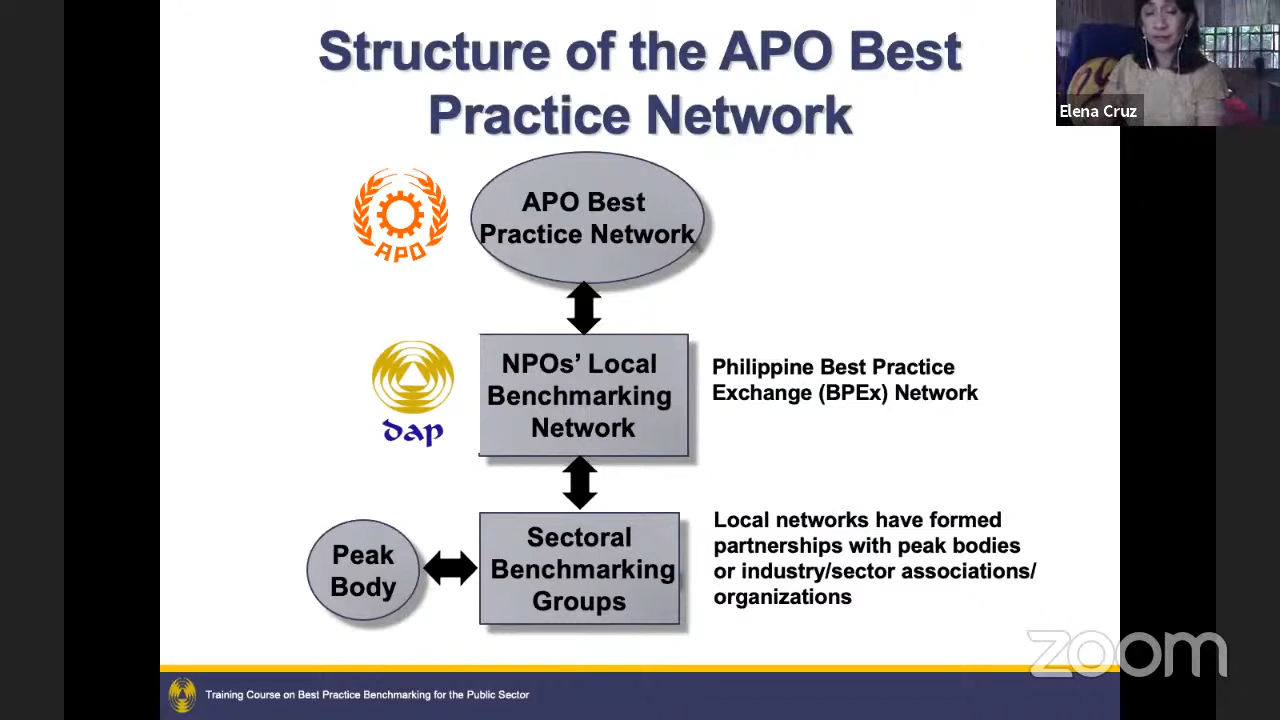 Structure of the APO Best
Practice Network
Elena Cruz
APO
APO Best
Practice Network
dap
NPOs’ Local
Benchmarking
Network
Philippine Best Practice
Exchange (BPEx) Network
Peak
Body
Sectoral
Benchmarking
Groups
Local networks have formed
partnerships with peak bodies
or industry/sector associations/
organizations
zoom
Training Course on Best Practice Benchmarking for the Public Sector